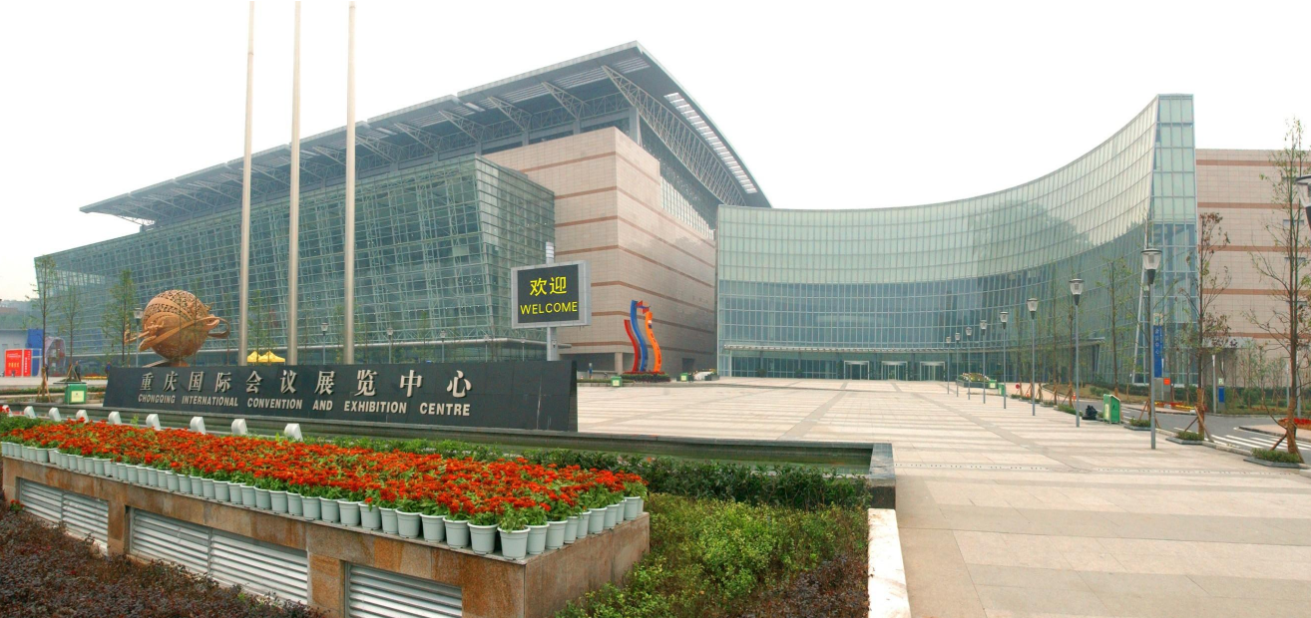 欢迎
WELCOME
重庆国际会议展览中心
CHONGQING INTERNATIONAL CONVENTION AND EXHIBITION CENTRE